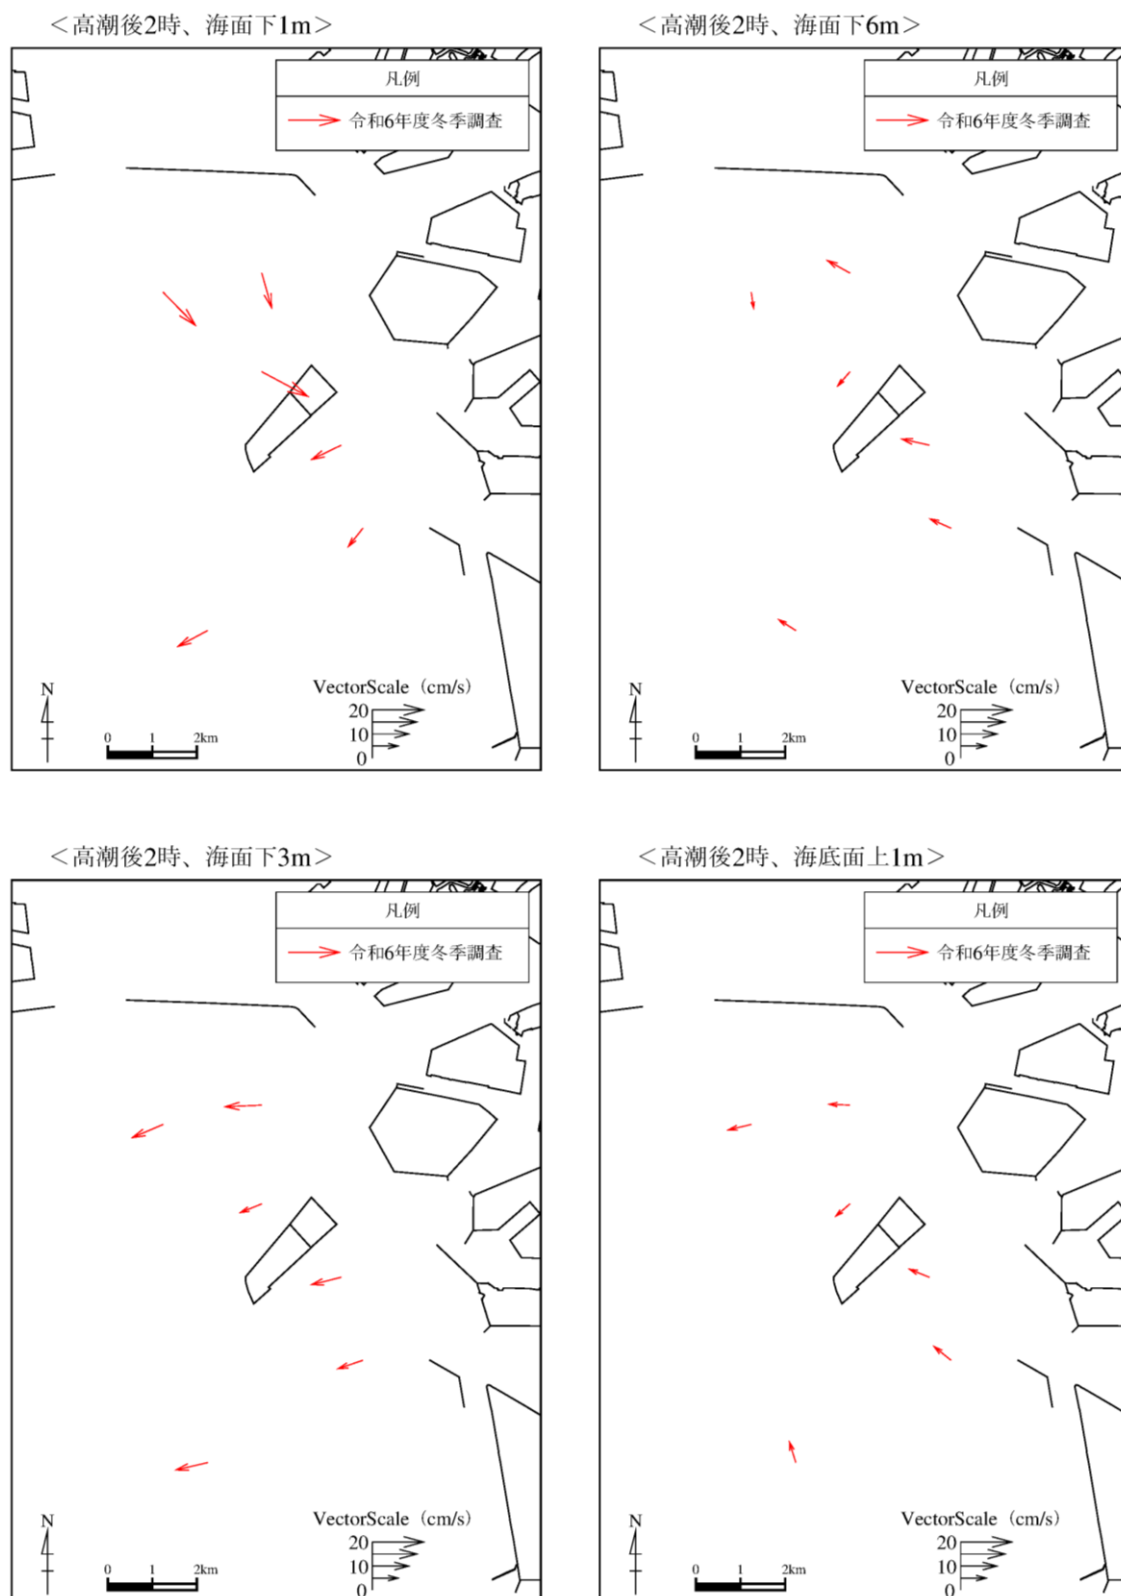 ＜高潮後2時、海面下1m＞
凡例
令和6年度冬季調査
N
0 1 2km
VectorScale（cm/s）
20
10
0
＜高潮後2時、海面下6m＞
凡例
令和6年度冬季調査
N
0 1 2km
VectorScale（cm/s）
20
10
0
＜高潮後2時、海面下3m＞
凡例
令和6年度冬季調査
N
0 1 2km
VectorScale（cm/s）
20
10
0
＜高潮後2時、海底面上1m＞
凡例
令和6年度冬季調査
N
0 1 2km
VectorScale（cm/s）
20
10
0